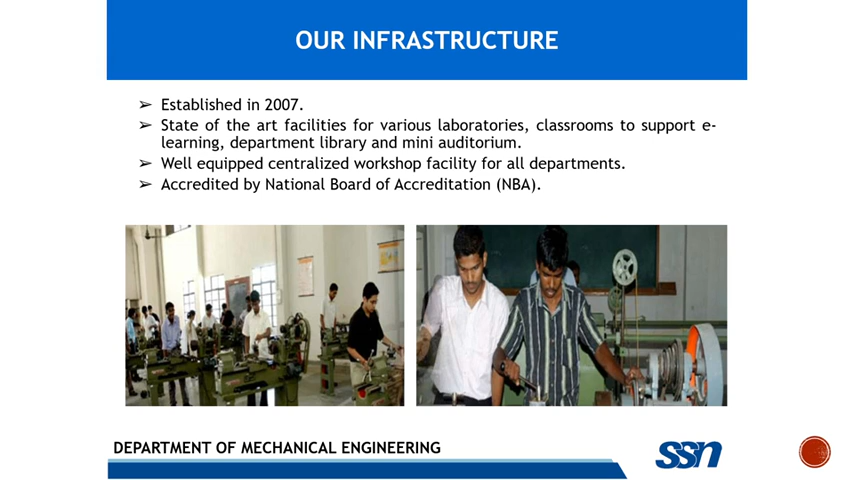 OUR INFRASTRUCTURE
➢ Established in 2007.
➢ State of the art facilities for various laboratories, classrooms to support e-
learning, department library and mini auditorium.
➢ Well equipped centralized workshop facility for all departments.
➢ Accredited by National Board of Accreditation (NBA).
DEPARTMENT OF MECHANICAL ENGINEERING
ssn